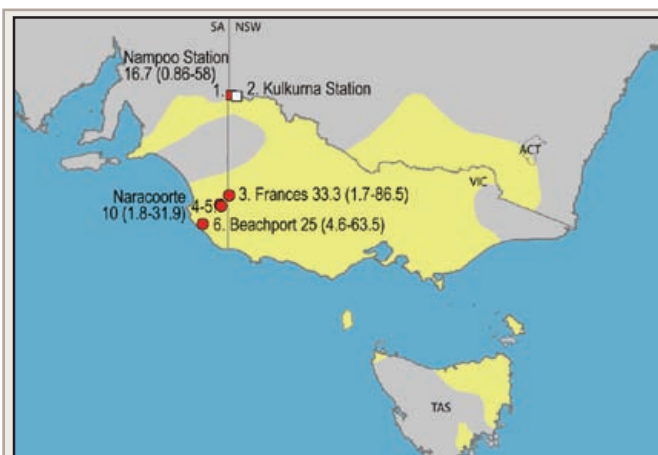 SA NSW
Nampoo Station
16.7 (0.86-58)
1. 2. Kulkurna Station
ACT
VIC
3. Frances 33.3 (1.7-86.5)
Naracoorte
10 (1.8-31.9)
4-5.
6. Beachport 25 (4.6-63.5)
TAS